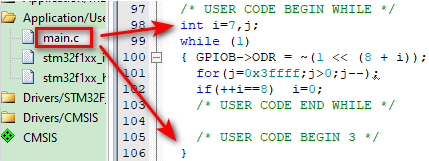 Application/User
main.c
stm32f1xx_i
stm32f1xx_h
Drivers/STM32F
Drivers/CMSIS
CMSIS
97 /* USER CODE BEGIN WHILE */
98 int i=7,j;
99 while (1)
100 { GPIOB->ODR = ~(1 << (8 + i));
101 for(j=0x3ffff;j>0;j--);
102 if(++i==8) i=0;
103 /* USER CODE END WHILE */
104
105 /* USER CODE BEGIN 3 */
106 }